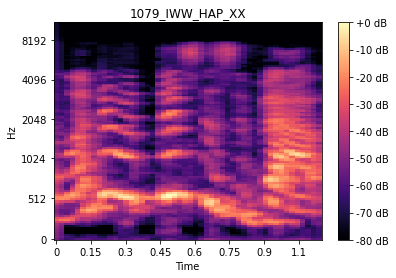 1079_IWW_HAP_XX
+0 dB
8192
-10 dB
4096
-20 dB
-30 dB
2048
Hz
-40 dB
1024
-50 dB
512
-60 dB
-70 dB
0
-80 dB
0 0.15 0.3 0.45 0.6 0.75 0.9 1.1
Time